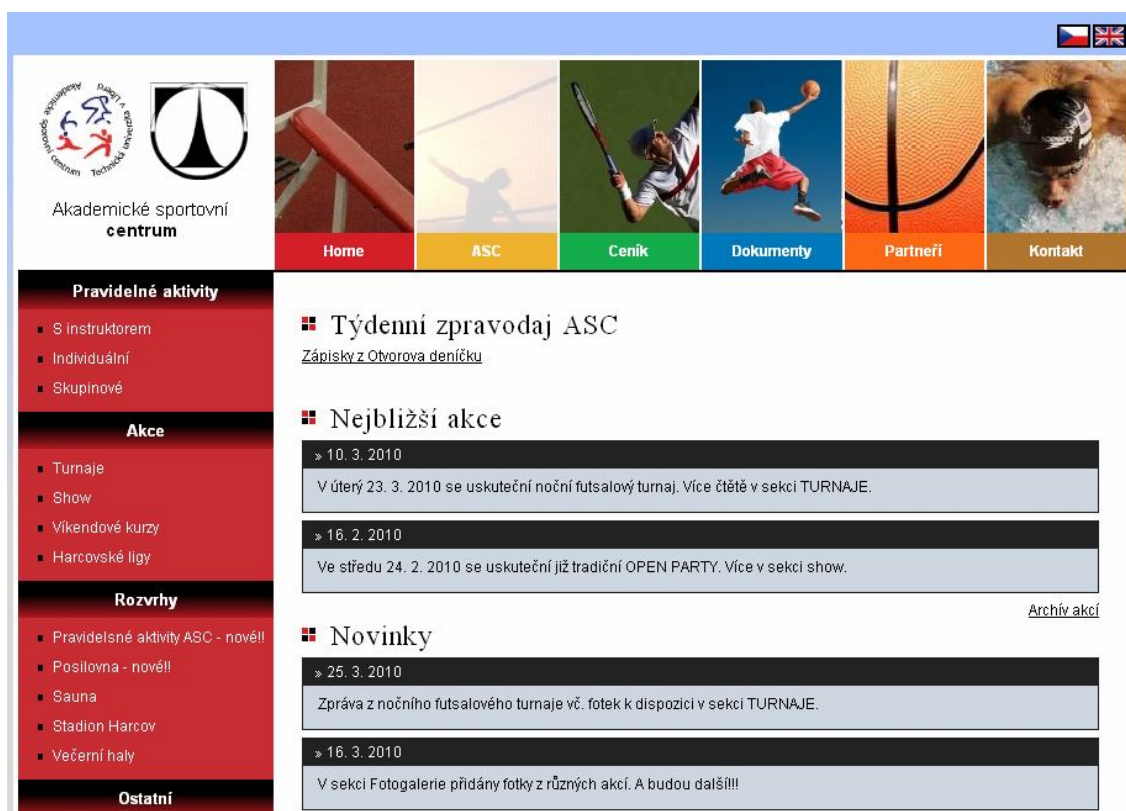 Akademické sportovní
centrum
Home
ASC
Ceník
Dokumenty
Partneři
Kontakt
Pravidelné aktivity
S instruktorem
Individuální
Skupinové
Akce
Turnaje
Show
Víkendové kurzy
Harcovské ligy
Rozvrhy
Pravidelsné aktivity ASC - nové!!
Posilovna - nové!!
Sauna
Stadion Harcov
Večerní haly
Ostatní
Týdenní zpravodaj ASC
Zápisky z Otvorova deníčku
Nejbližší akce
» 10. 3. 2010
V úterý 23. 3. 2010 se uskuteční noční futsalový turnaj. Více čtětě v sekci TURNAJE.
» 16. 2. 2010
Ve středu 24. 2. 2010 se uskuteční již tradiční OPEN PARTY. Více v sekci show.
Archív akcí
Novinky
» 25. 3. 2010
Zpráva z nočního futsalového turnaje vč. fotek k dispozici v sekci TURNAJE.
» 16. 3. 2010
V sekci Fotogalerie přidány fotky z různých akcí. A budou další!!!